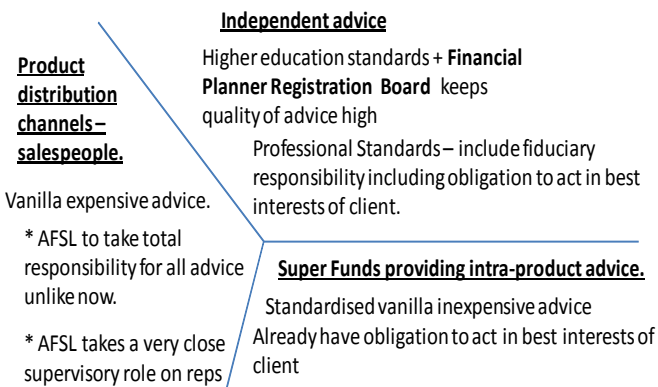 Independent advice
Higher education standards + Financial
Planner Registration Board keeps
quality of advice high
Professional Standards – include fiduciary
responsibility including obligation to act in best
interests of client.
Product
distribution
channels –
salespeople.
Vanilla expensive advice.
* AFSL to take total
responsibility for all advice
unlike now.
* AFSL takes a very close
supervisory role on reps
Super Funds providing intra-product advice.
Standardised vanilla inexpensive advice
Already have obligation to act in best interests of
client